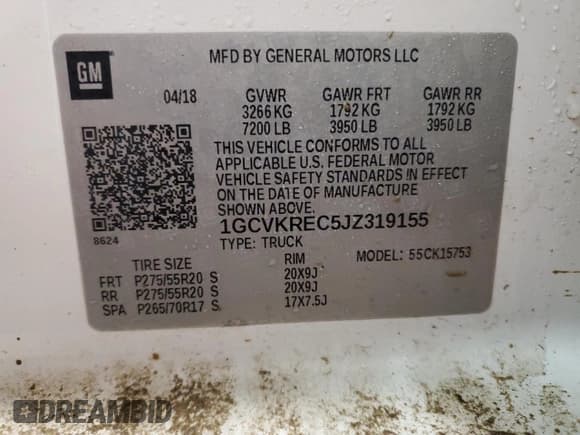 GM
MFD BY GENERAL MOTORS LLC
04/18 GVWR GAWR FRT GAWR RR
3266 KG 1792 KG 1792 KG
7200 LB 3950 LB 3950 LB
THIS VEHICLE CONFORMS TO ALL
APPLICABLE U.S. FEDERAL MOTOR
VEHICLE SAFETY STANDARDS IN EFFECT
ON THE DATE OF MANUFACTURE
SHOWN ABOVE.
8624
1GCVKREC5JZ319155
TYPE: TRUCK MODEL: 55CK15753
TIRE SIZE RIM
FRT P275/55R20 S 20X9J
RR P275/55R20 S 20X9J
SPA P265/70R17 S 17X7.5J
DREAMBID